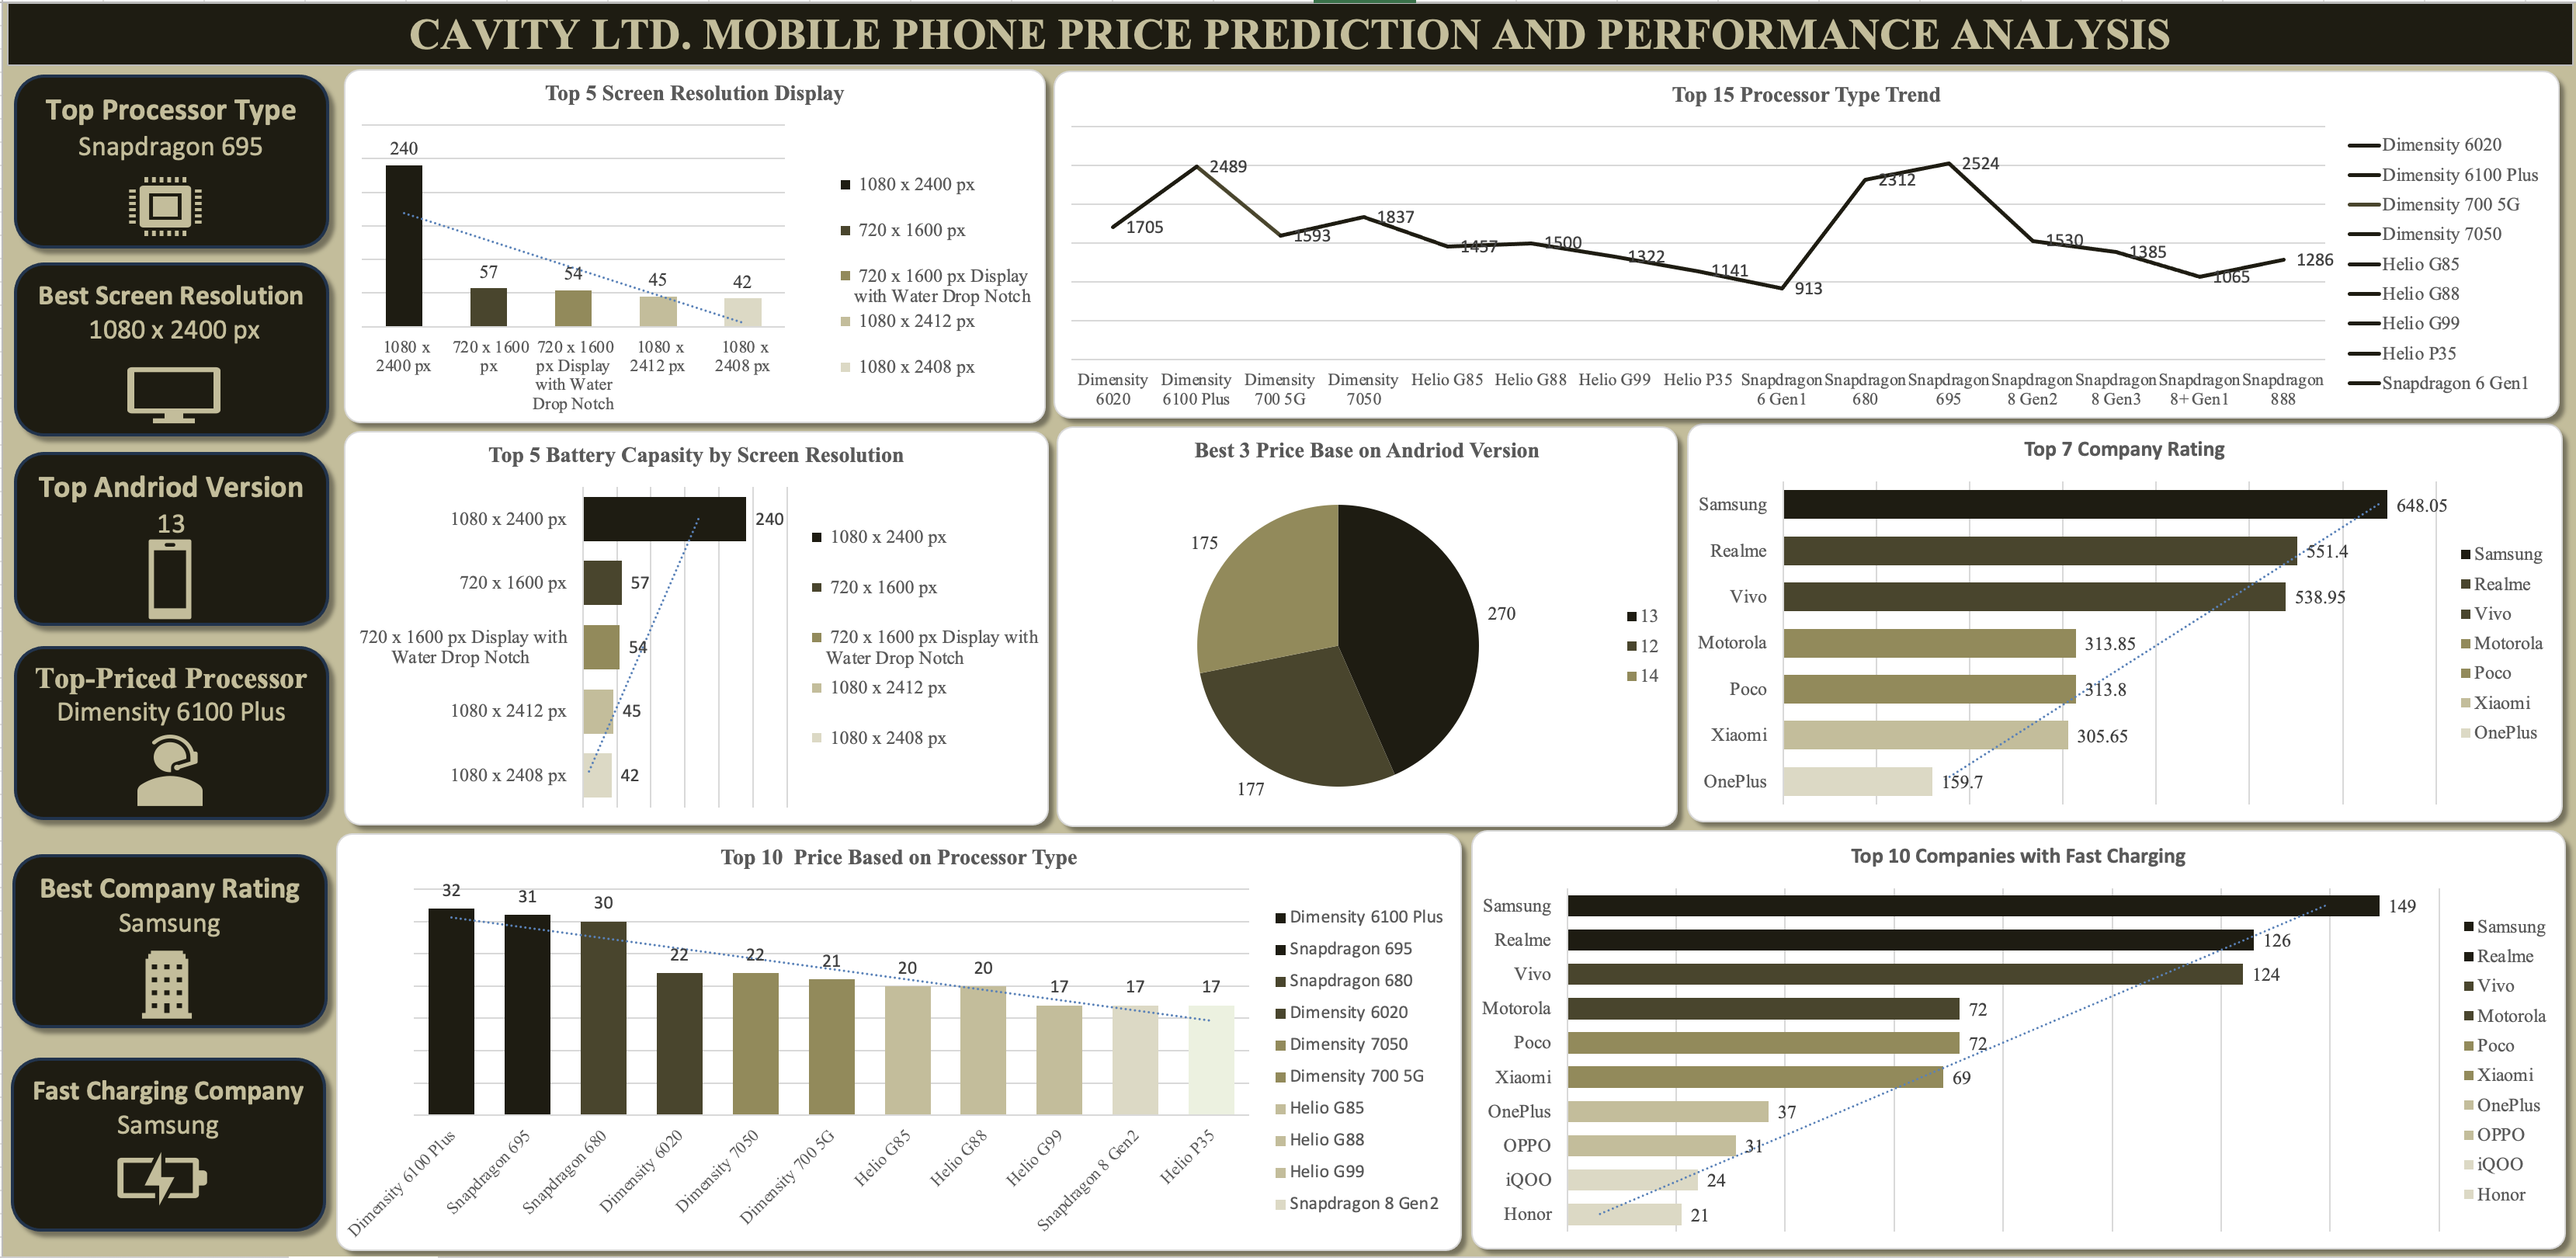 CAVITY LTD. MOBILE PHONE PRICE PREDICTION AND PERFORMANCE ANALYSIS
Top Processor Type
Snapdragon 695
Best Screen Resolution
1080 x 2400 px
Top Andriod Version
13
Top-Priced Processor
Dimensity 6100 Plus
Best Company Rating
Samsung
Fast Charging Company
Samsung
Top 5 Screen Resolution Display
240
57
54
45
42
1080 x
2400 px
720 x 1600
px
720 x 1600
px Display
with Water
Drop Notch
1080 x
2412 px
1080 x
2408 px
1080 x 2400 px
720 x 1600 px
720 x 1600 px Display
with Water Drop Notch
1080 x 2412 px
1080 x 2408 px
Top 15 Processor Type Trend
1705
2489
1593
1837
1457
1500
1322
1141
913
2312
2524
1530
1385
1065
1286
Dimensity
6020
Dimensity
6100 Plus
Dimensity
700 5G
Dimensity
7050
Helio G85
Helio G88
Helio G99
Helio P35
Snapdragon
6 Gen1
Snapdragon
680
Snapdragon
695
Snapdragon
8 Gen2
Snapdragon
8 Gen3
Snapdragon
8+ Gen1
Snapdragon
888
Dimensity 6020
Dimensity 6100 Plus
Dimensity 700 5G
Dimensity 7050
Helio G85
Helio G88
Helio G99
Helio P35
Snapdragon 6 Gen1
Top 5 Battery Capasity by Screen Resolution
1080 x 2400 px
240
720 x 1600 px
57
720 x 1600 px Display with
Water Drop Notch
54
1080 x 2412 px
45
1080 x 2408 px
42
1080 x 2400 px
720 x 1600 px
720 x 1600 px Display with
Water Drop Notch
1080 x 2412 px
1080 x 2408 px
Best 3 Price Base on Andriod Version
175
270
177
13
12
14
Top 7 Company Rating
Samsung
648.05
Realme
551.4
Vivo
538.95
Motorola
313.85
Poco
313.8
Xiaomi
305.65
OnePlus
159.7
Samsung
Realme
Vivo
Motorola
Poco
Xiaomi
OnePlus
Top 10  Price Based on Processor Type
32
31
30
22
22
21
20
20
17
17
17
Dimensity 6100 Plus
Snapdragon 695
Snapdragon 680
Dimensity 6020
Dimensity 7050
Dimensity 700 5G
Helio G85
Helio G88
Helio G99
Snapdragon 8 Gen2
Helio P35
Dimensity 6100 Plus
Snapdragon 695
Snapdragon 680
Dimensity 6020
Dimensity 7050
Dimensity 700 5G
Helio G85
Helio G88
Helio G99
Snapdragon 8 Gen2
Top 10 Companies with Fast Charging
Samsung
149
Realme
126
Vivo
124
Motorola
72
Poco
72
Xiaomi
69
OnePlus
37
OPPO
31
iQOO
24
Honor
21
Samsung
Realme
Vivo
Motorola
Poco
Xiaomi
OnePlus
OPPO
iQOO
Honor